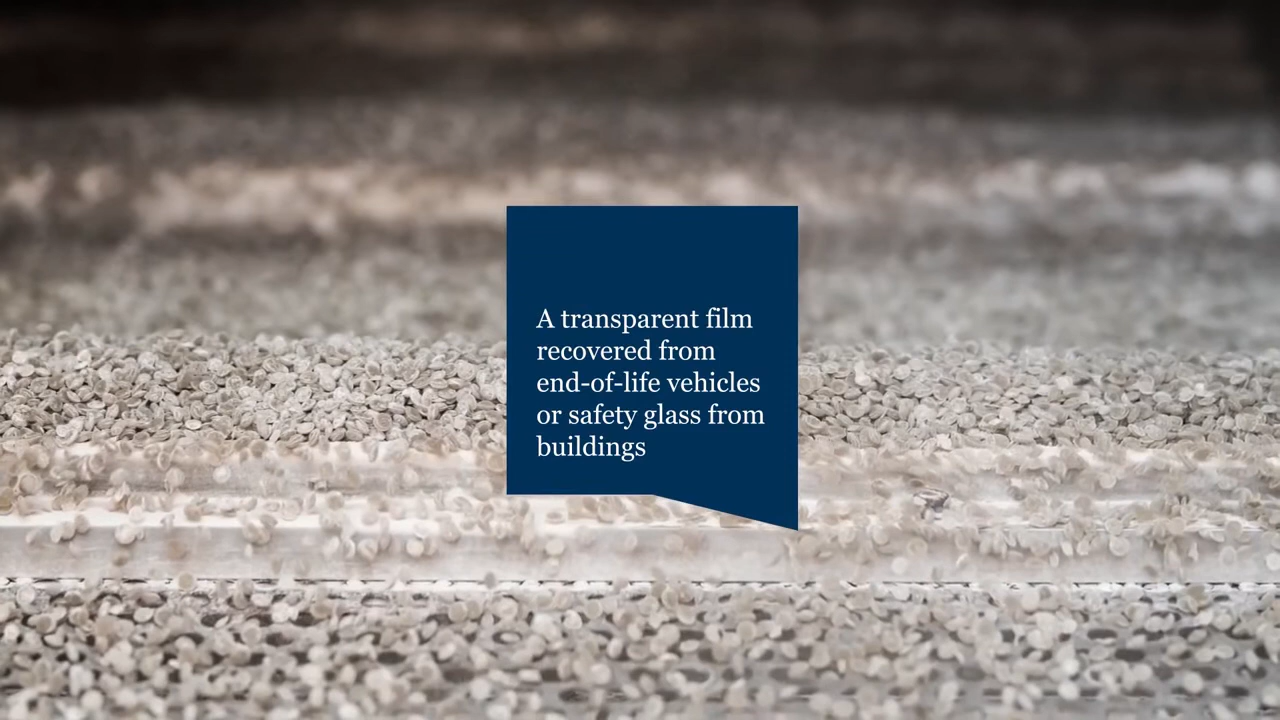 A transparent film
recovered from
end-of-life vehicles
or safety glass from
buildings